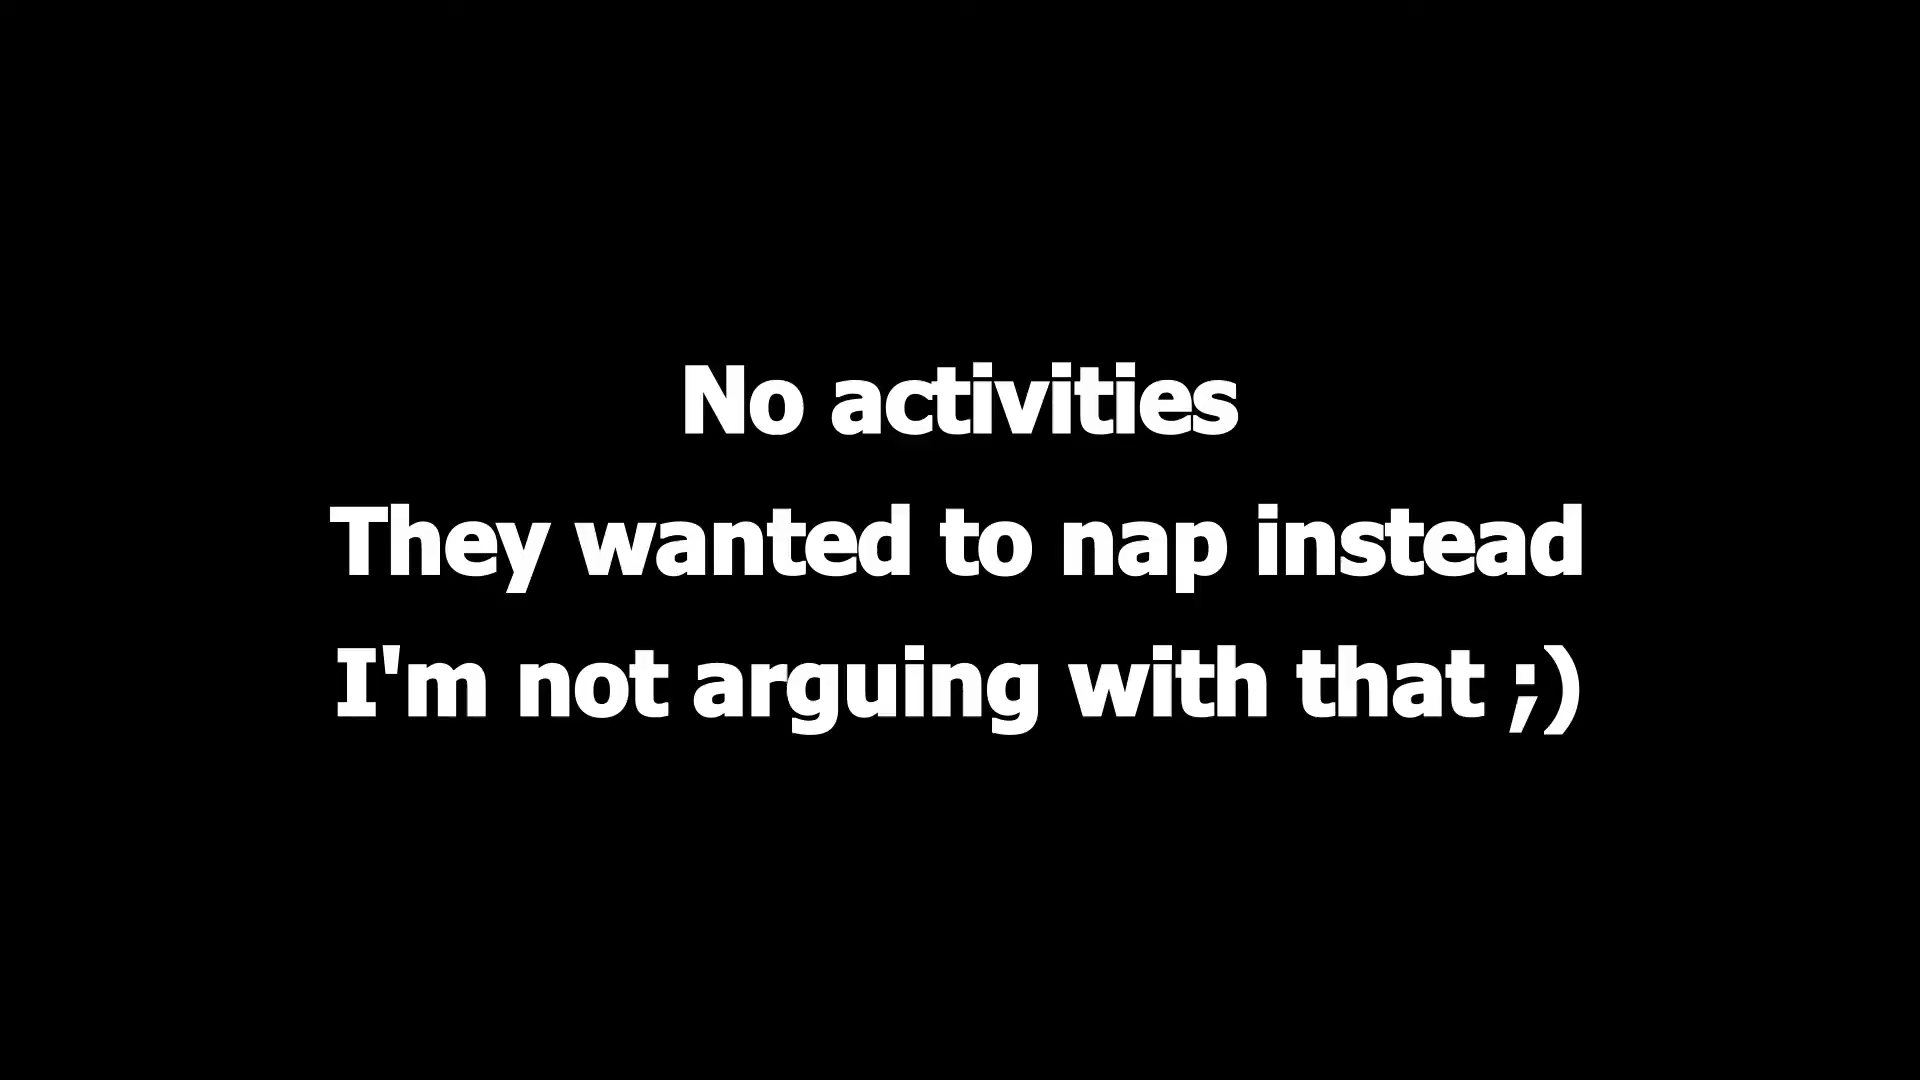 No activities
They wanted to nap instead
I'm not arguing with that ;)